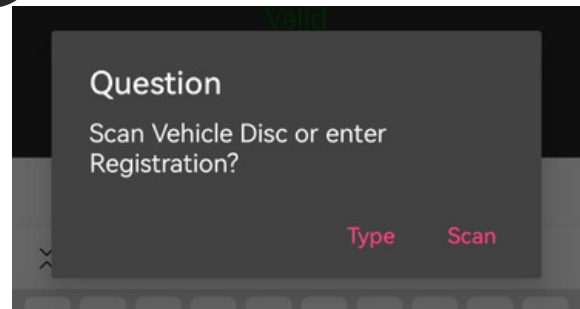 Valid
Question
Scan Vehicle Disc or enter
Registration?
Type Scan